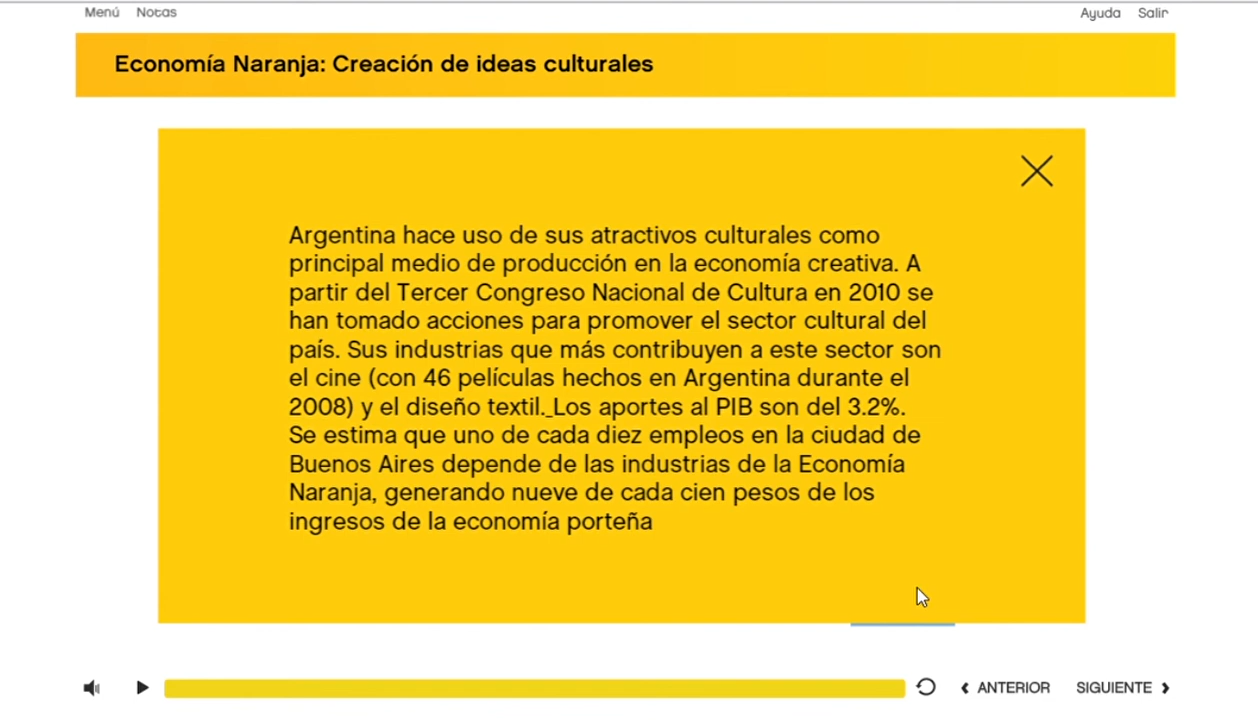 Menú Notas Ayuda Salir
Economía Naranja: Creación de ideas culturales
Argentina hace uso de sus atractivos culturales como
principal medio de producción en la economía creativa. A
partir del Tercer Congreso Nacional de Cultura en 2010 se
han tomado acciones para promover el sector cultural del
país. Sus industrias que más contribuyen a este sector son
el cine (con 46 películas hechos en Argentina durante el
2008) y el diseño textil._Los aportes al PIB son del 3.2%.
Se estima que uno de cada diez empleos en la ciudad de
Buenos Aires depende de las industrias de la Economía
Naranja, generando nueve de cada cien pesos de los
ingresos de la economía porteña
ANTERIOR SIGUIENTE